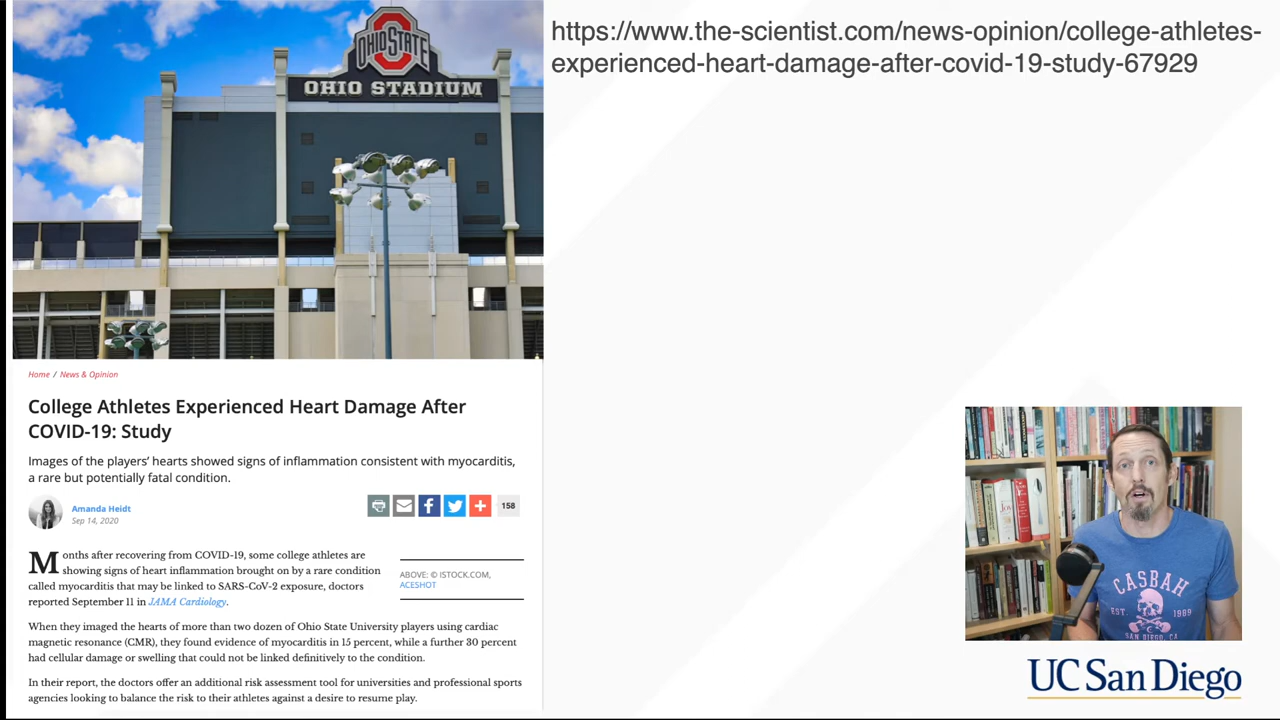 OHIO STATE
OHIO STADIUM
https://www.the-scientist.com/news-opinion/college-athletes-
experienced-heart-damage-after-covid-19-study-67929
Home / News & Opinion
College Athletes Experienced Heart Damage After
COVID-19: Study
Images of the players’ hearts showed signs of inflammation consistent with myocarditis,
a rare but potentially fatal condition.
Amanda Heidt
Sep 14, 2020
158
Months after recovering from COVID-19, some college athletes are
showing signs of heart inflammation brought on by a rare condition
called myocarditis that may be linked to SARS-CoV-2 exposure, doctors
reported September 11 in JAMA Cardiology.
ABOVE: © ISTOCK.COM,
ACESHOT
When they imaged the hearts of more than two dozen of Ohio State University players using cardiac
magnetic resonance (CMR), they found evidence of myocarditis in 15 percent, while a further 30 percent
had cellular damage or swelling that could not be linked definitively to the condition.
In their report, the doctors offer an additional risk assessment tool for universities and professional sports
agencies looking to balance the risk to their athletes against a desire to resume play.
CASBAH
EST. 1989
SAN DIEGO, CA
UC San Diego